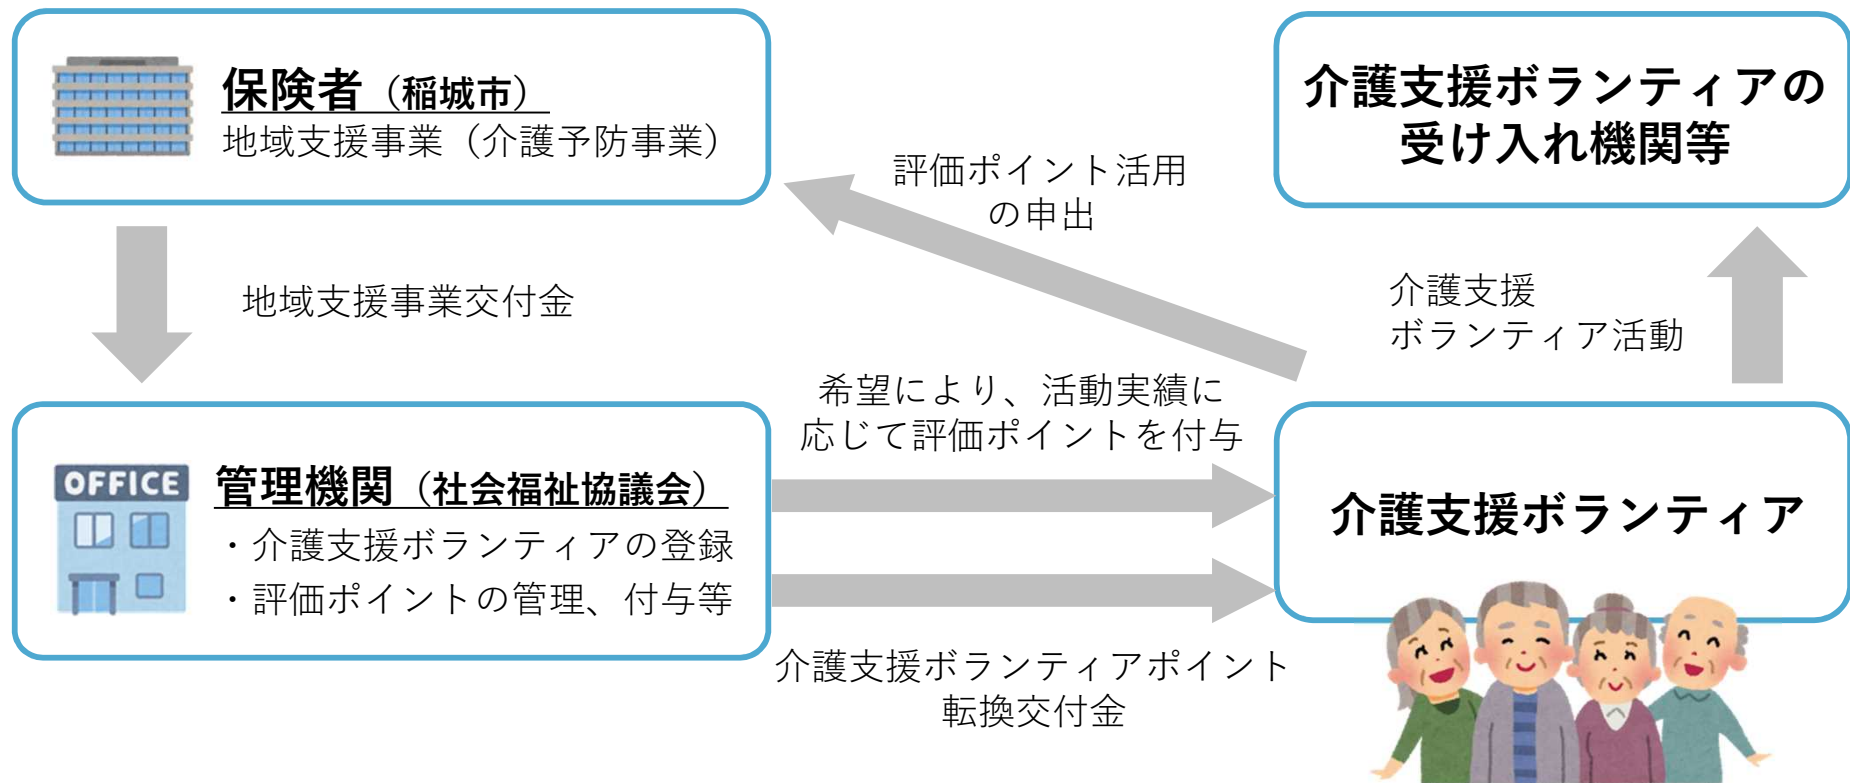 保険者（稲城市）
地域支援事業（介護予防事業）
介護支援ボランティアの
受け入れ機関等
評価ポイント活用
の申出
地域支援事業交付金
介護支援
ボランティア活動
希望により、活動実績に
応じて評価ポイントを付与
OFFICE
管理機関（社会福祉協議会）
・介護支援ボランティアの登録
・評価ポイントの管理、付与等
介護支援ボランティア
介護支援ボランティアポイント
転換交付金